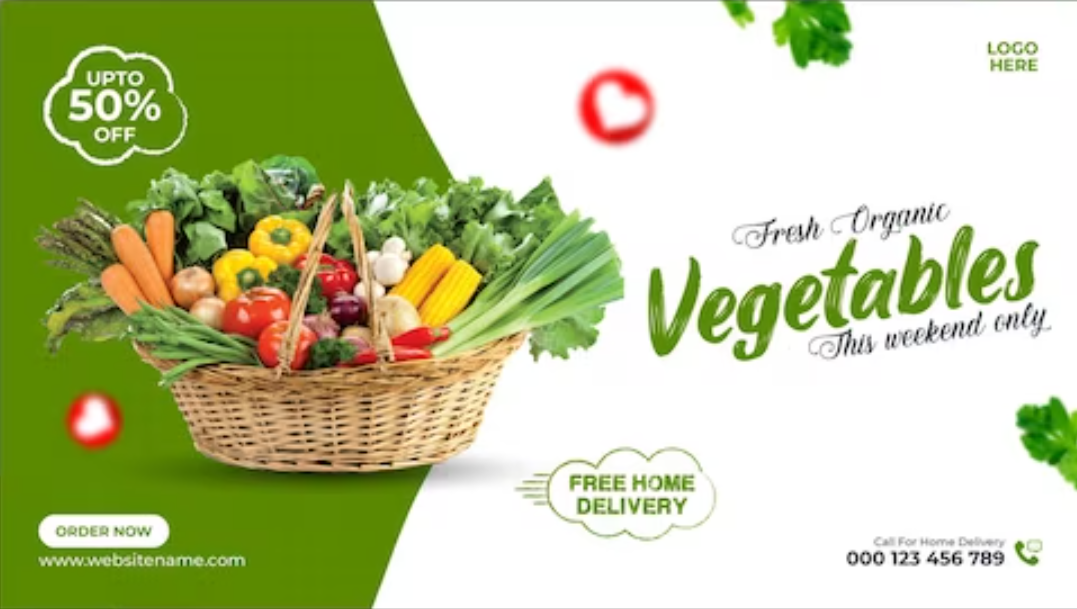 UPTO
50%
OFF
LOGO
HERE
Fresh Organic
Vegetables
This weekend only
FREE HOME
DELIVERY
ORDER NOW
www.websitename.com
Call For Home Delivery
000 123 456 789